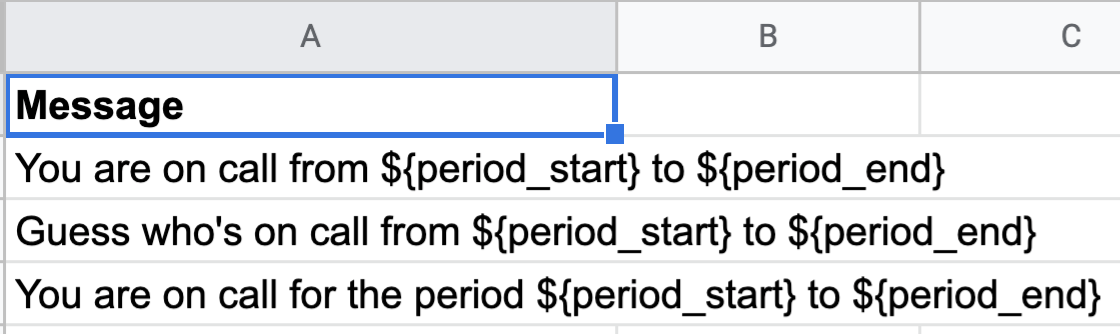 A B C
Message
You are on call from ${period_start} to ${period_end}
Guess who's on call from ${period_start} to ${period_end}
You are on call for the period ${period_start} to ${period_end}